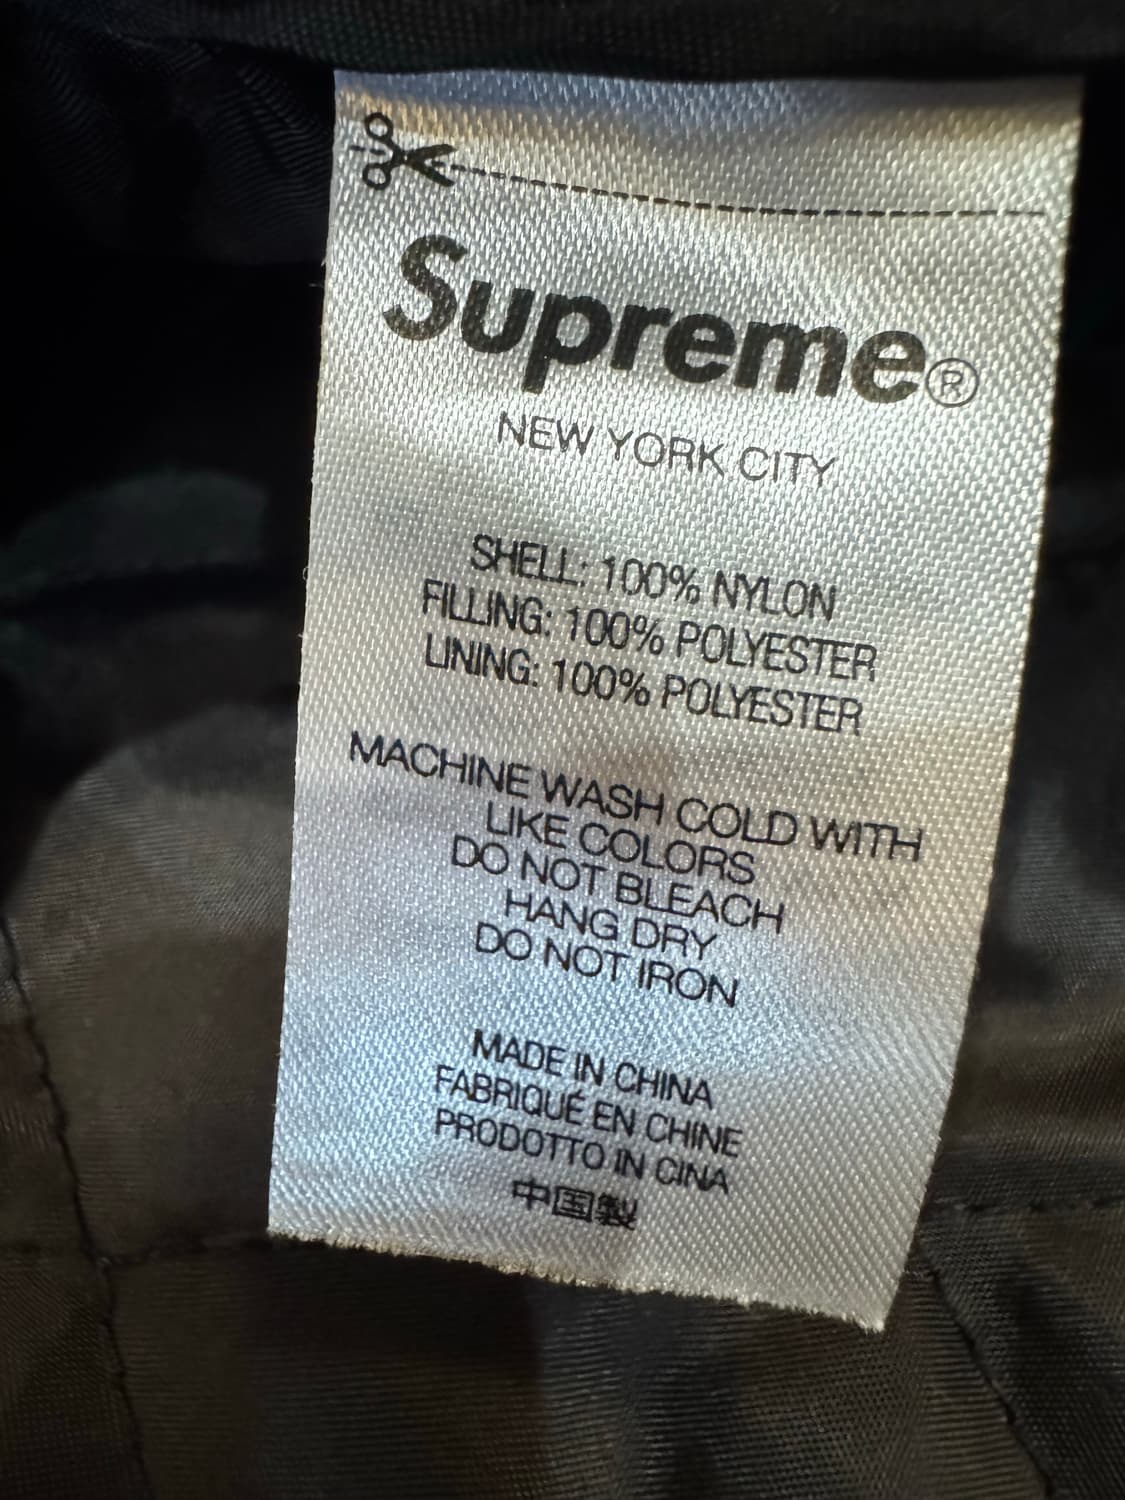 Supreme®
NEW YORK CITY
SHELL: 100% NYLON
FILLING: 100% POLYESTER
LINING: 100% POLYESTER
MACHINE WASH COLD WITH
LIKE COLORS
DO NOT BLEACH
HANG DRY
DO NOT IRON
MADE IN CHINA
FABRIQUÉ EN CHINE
PRODOTTO IN CINA
中国製